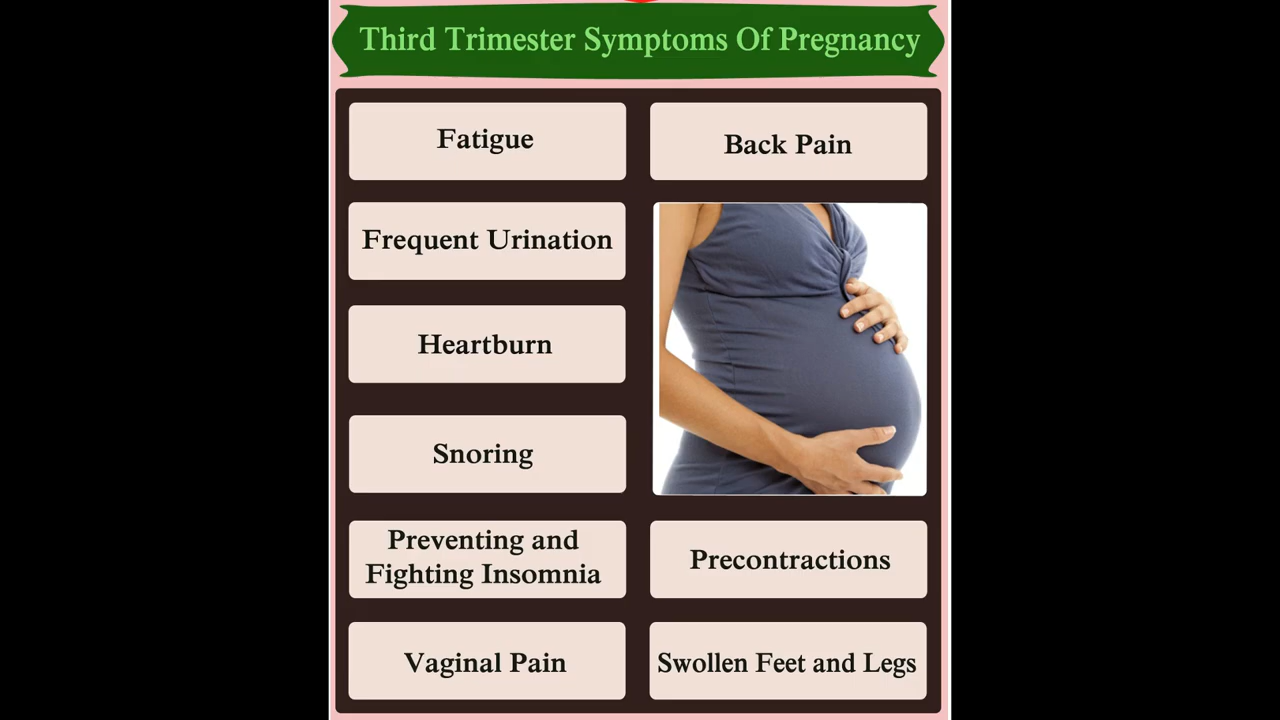 Third Trimester Symptoms Of Pregnancy
Fatigue
Back Pain
Frequent Urination
Heartburn
Snoring
Preventing and
Fighting Insomnia
Precontractions
Vaginal Pain
Swollen Feet and Legs